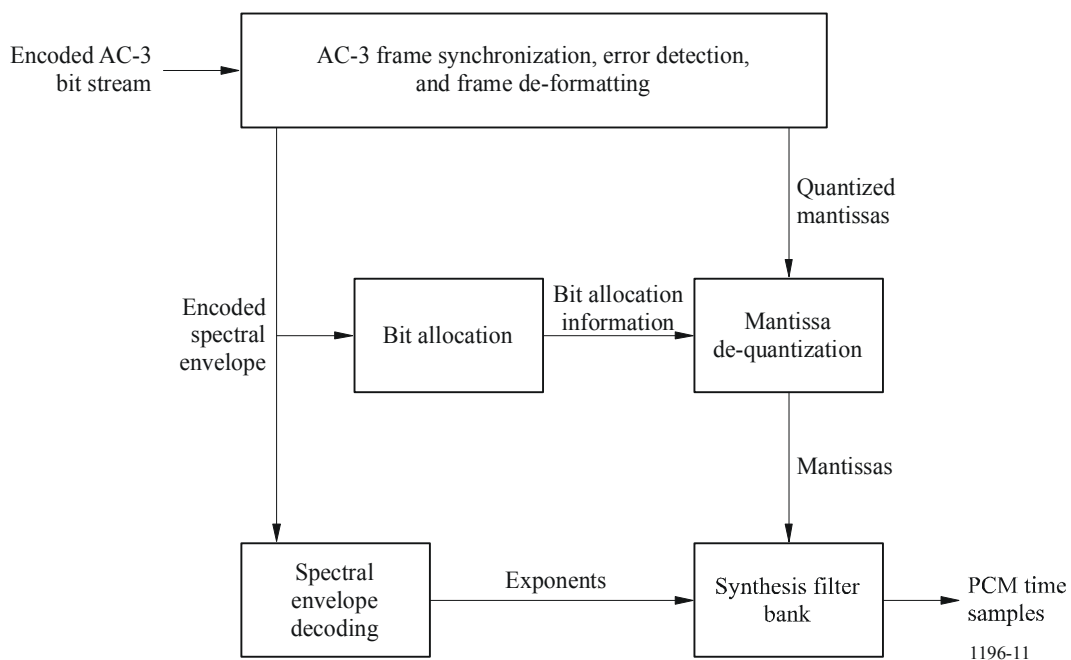 Encoded AC-3
bit stream
AC-3 frame synchronization, error detection,
and frame de-formatting
Quantized
mantissas
Encoded
spectral
envelope
Bit allocation
Bit allocation
information
Mantissa
de-quantization
Mantissas
Spectral
envelope
decoding
Exponents
Synthesis filter
bank
PCM time
samples
1196-11